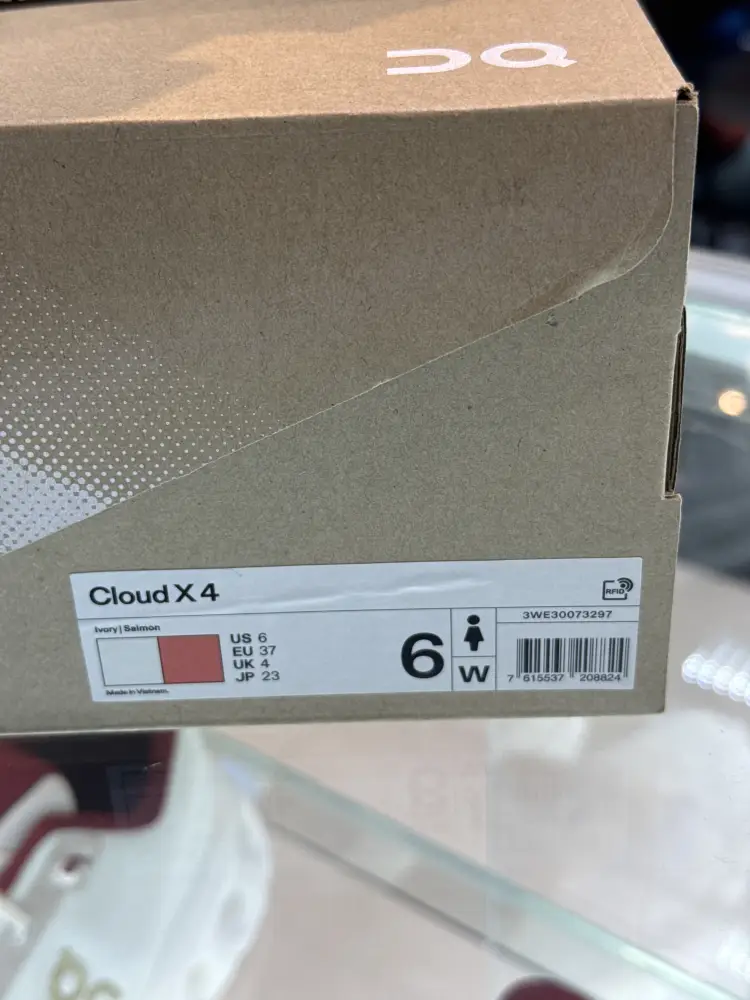 On
Cloud X 4
RFID
Ivory | Salmon
US 6
EU 37
UK 4
JP 23
Made in Vietnam.
6
W
3WE30073297
7 615537 208824